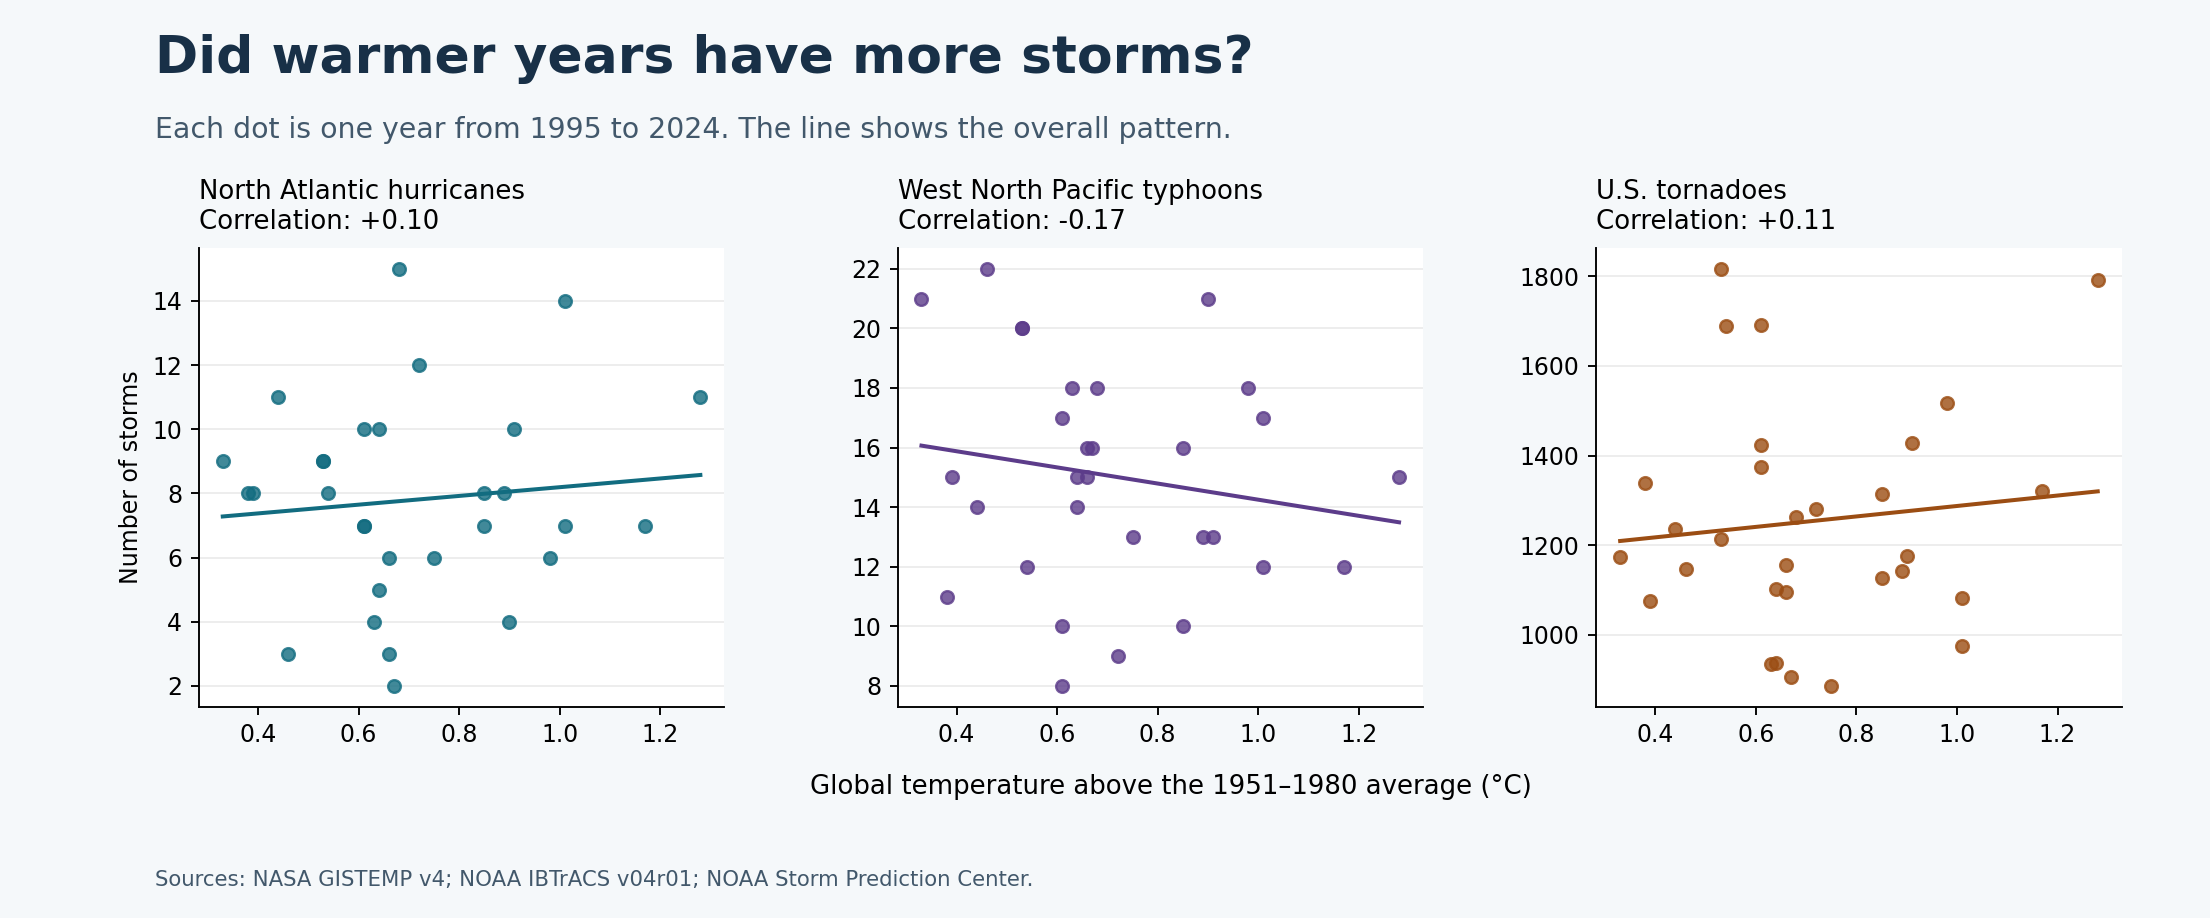 Did warmer years have more storms?
Each dot is one year from 1995 to 2024. The line shows the overall pattern.
North Atlantic hurricanes
Correlation: +0.10
Number of storms
14
12
10
8
6
4
2
0.4 0.6 0.8 1.0 1.2
West North Pacific typhoons
Correlation: -0.17
22
20
18
16
14
12
10
8
0.4 0.6 0.8 1.0 1.2
U.S. tornadoes
Correlation: +0.11
1800
1600
1400
1200
1000
0.4 0.6 0.8 1.0 1.2
Global temperature above the 1951–1980 average (°C)
Sources: NASA GISTEMP v4; NOAA IBTrACS v04r01; NOAA Storm Prediction Center.